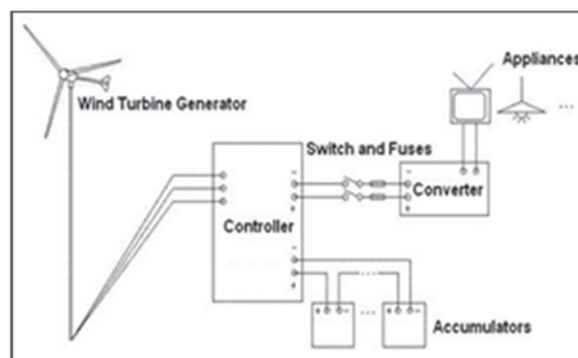 Appliances
Wind Turbine Generator
...
Switch and Fuses
Converter
Controller
...
Accumulators